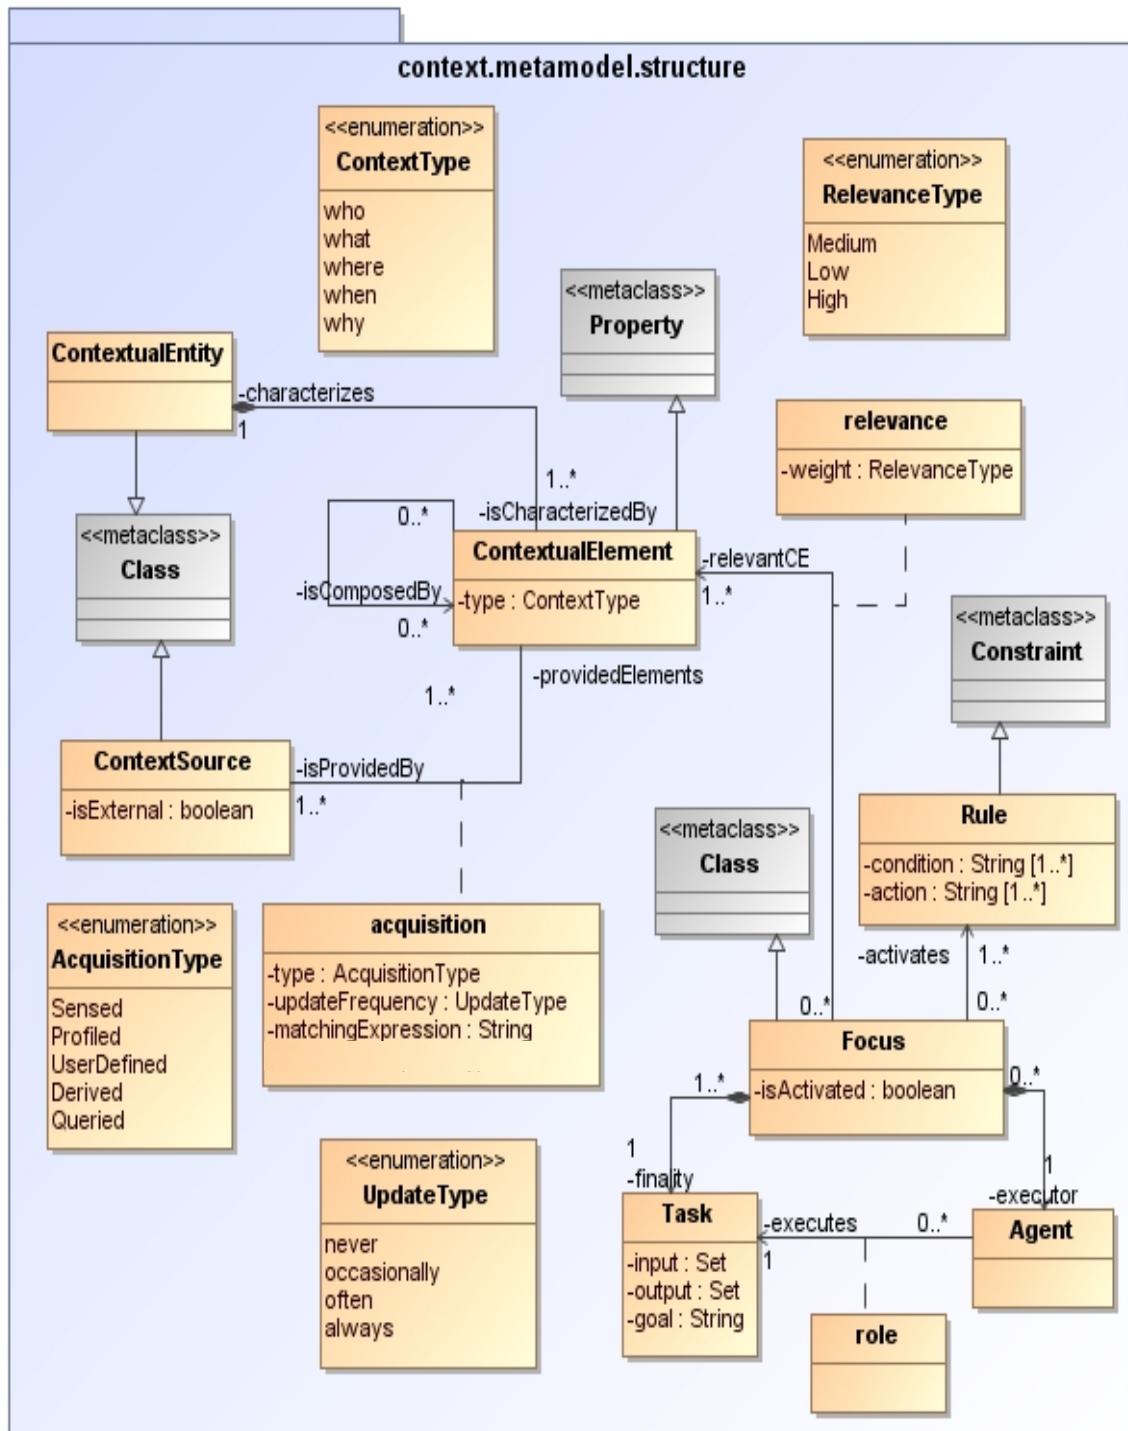 context.metamodel.structure
<<enumeration>>
ContextType
who
what
where
when
why
<<enumeration>>
RelevanceType
Medium
Low
High
<<metaclass>>
Property
ContextualEntity
-characterizes
1
relevance
-weight : RelevanceType
1..*
-isCharacterizedBy
<<metaclass>>
Class
0..*
-isComposedBy
0..*
ContextualElement
-type : ContextType
-relevantCE
1..*
<<metaclass>>
Constraint
-providedElements
1..*
ContextSource
-isExternal : boolean
-isProvidedBy
1..*
Rule
-condition : String [1..*]
-action : String [1..*]
<<metaclass>>
Class
<<enumeration>>
AcquisitionType
Sensed
Profiled
UserDefined
Derived
Queried
acquisition
-type : AcquisitionType
-updateFrequency : UpdateType
-matchingExpression : String
-activates
1..*
0..*
0..*
Focus
-isActivated : boolean
1..*
0..*
1
-finality
1
-executor
<<enumeration>>
UpdateType
never
occasionally
often
always
Task
-input : Set
-output : Set
-goal : String
-executes
1
0..*
Agent
role